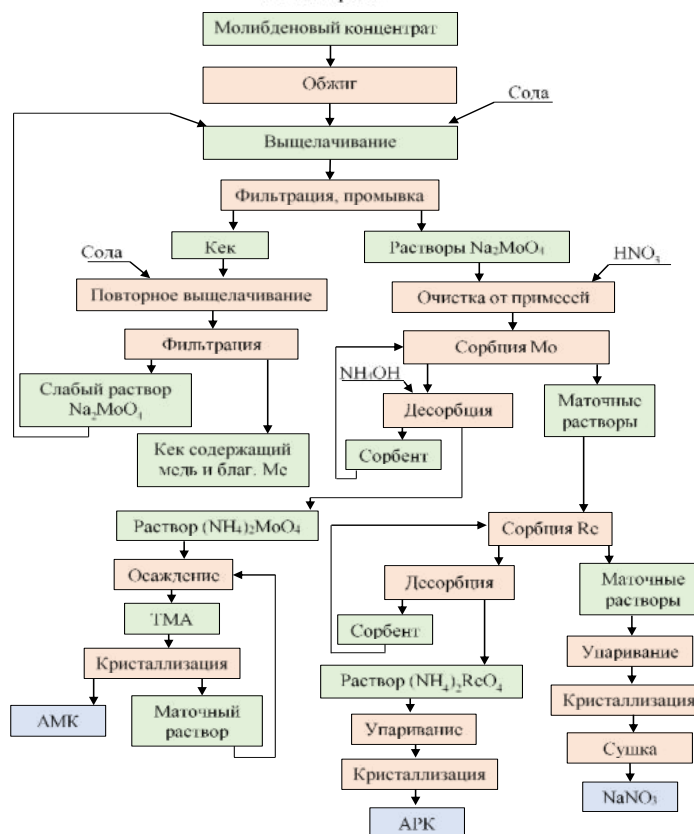 Молибденовый концентрат
Обжиг
Сода
Выщелачивание
Фильтрация, промывка
Кек
Растворы Na₂MoO₄
Сода
HNO₃
Повторное выщелачивание
Очистка от примесей
Фильтрация
Сорбция Mo
Слабый раствор
Na₂MoO₄
NH₄OH
Десорбция
Маточные
растворы
Кек содержащий
медь и благ. Ме
Сорбент
Раствор (NH₄)₂MoO₄
Сорбция Re
Осаждение
Десорбция
Маточные
растворы
ТМА
Сорбент
Кристаллизация
Упаривание
Раствор (NH₄)₂ReO₄
АМК
Маточный
раствор
Кристаллизация
Упаривание
Сушка
Кристаллизация
NaNO₃
АРК